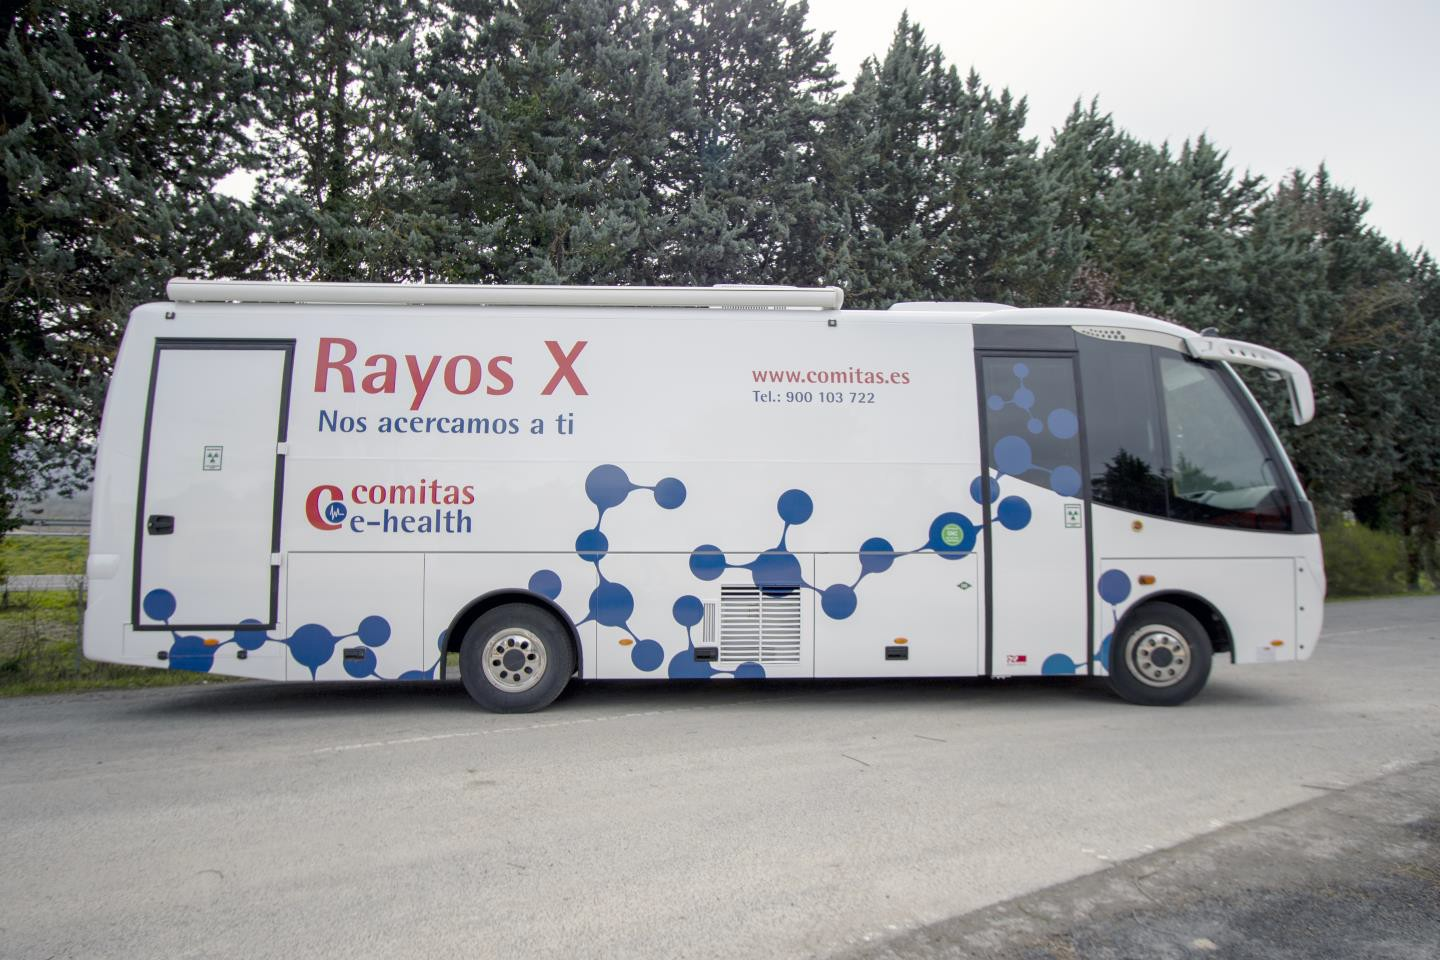 Rayos X
Nos acercamos a ti
www.comitas.es
Tel.: 900 103 722
comitas
e-health